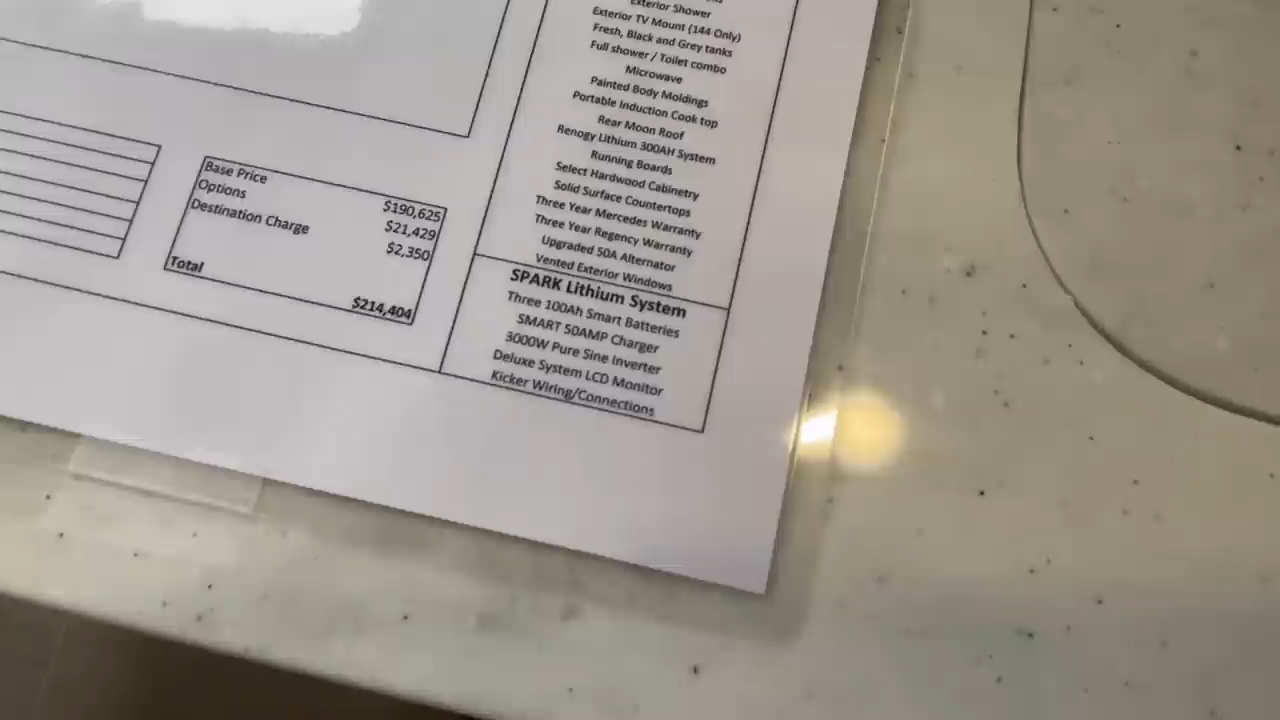 Exterior Shower
Exterior TV Mount (144 Only)
Fresh, Black and Grey tanks
Full shower / Toilet combo
Microwave
Painted Body Moldings
Portable Induction Cook top
Rear Moon Roof
Renogy Lithium 300AH System
Running Boards
Select Hardwood Cabinetry
Solid Surface Countertops
Three Year Mercedes Warranty
Three Year Regency Warranty
Upgraded 50A Alternator
Vented Exterior Windows
SPARK Lithium System
Three 100Ah Smart Batteries
SMART 50AMP Charger
3000W Pure Sine Inverter
Deluxe System LCD Monitor
Kicker Wiring/Connections
Base Price $190,625
Options $21,429
Destination Charge $2,350
Total $214,404